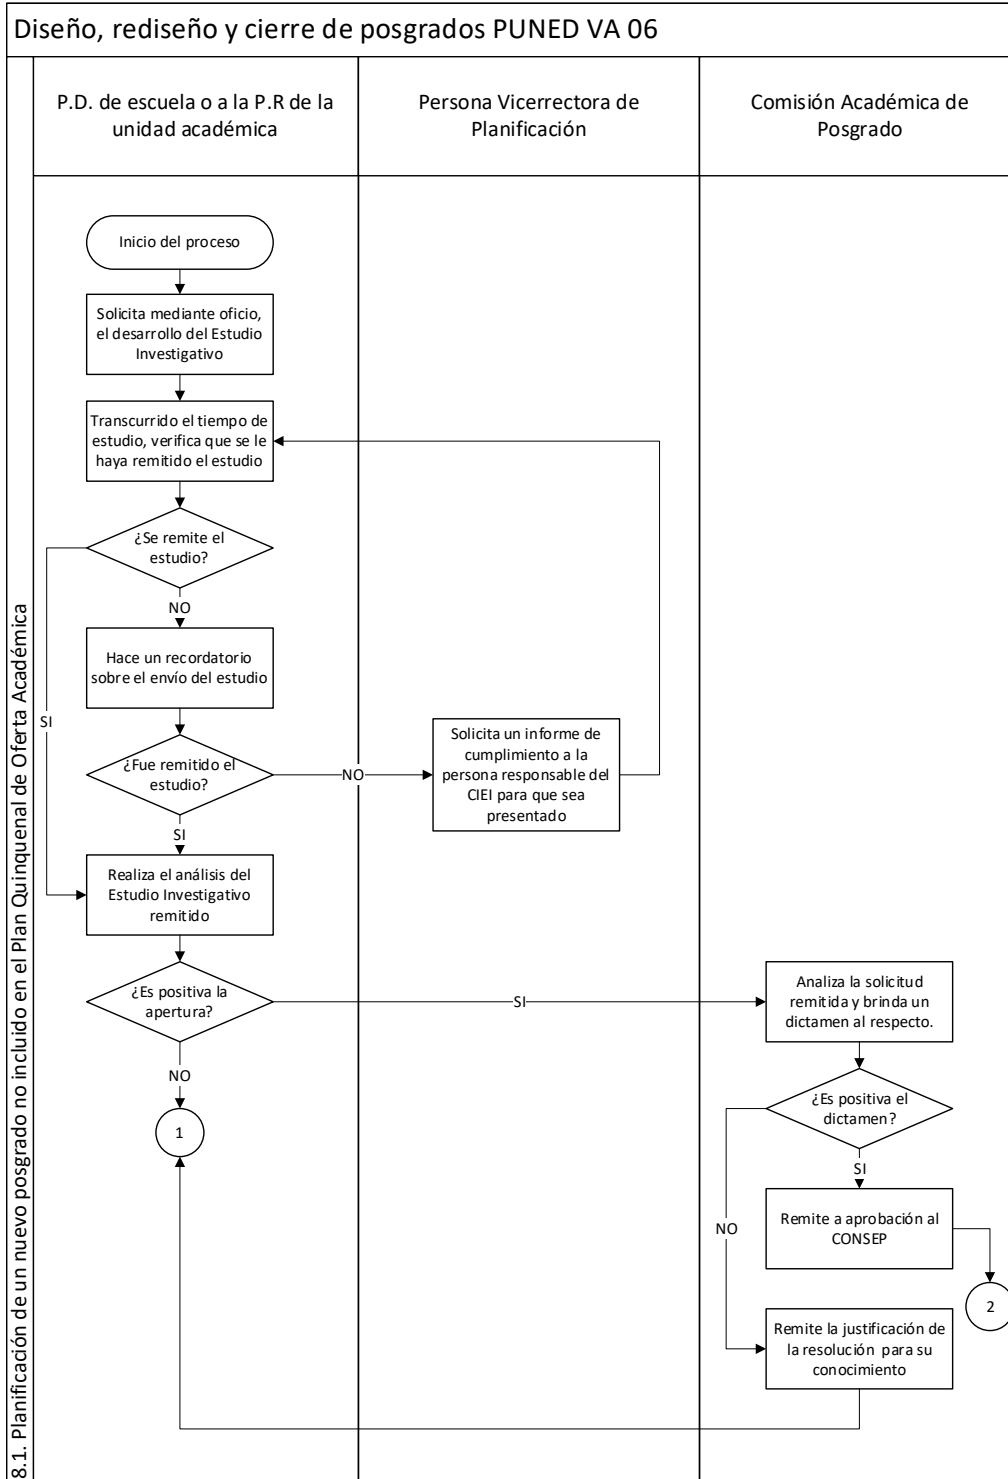 Diseño, rediseño y cierre de posgrados PUNED VA 06
8.1. Planificación de un nuevo posgrado no incluido en el Plan Quinquenal de Oferta Académica
P.D. de escuela o a la P.R de la
unidad académica
Persona Vicerrectora de
Planificación
Comisión Académica de
Posgrado
Inicio del proceso
Solicita mediante oficio,
el desarrollo del Estudio
Investigativo
Transcurrido el tiempo de
estudio, verifica que se le
haya remitido el estudio
¿Se remite el
estudio?
NO
SI
Hace un recordatorio
sobre el envío del estudio
¿Fue remitido el
estudio?
NO
Solicita un informe de
cumplimiento a la
persona responsable del
CIEI para que sea
presentado
SI
Realiza el análisis del
Estudio Investigativo
remitido
¿Es positiva la
apertura?
SI
NO
1
Analiza la solicitud
remitida y brinda un
dictamen al respecto.
¿Es positiva el
dictamen?
SI
NO
Remite a aprobación al
CONSEP
2
Remite la justificación de
la resolución para su
conocimiento